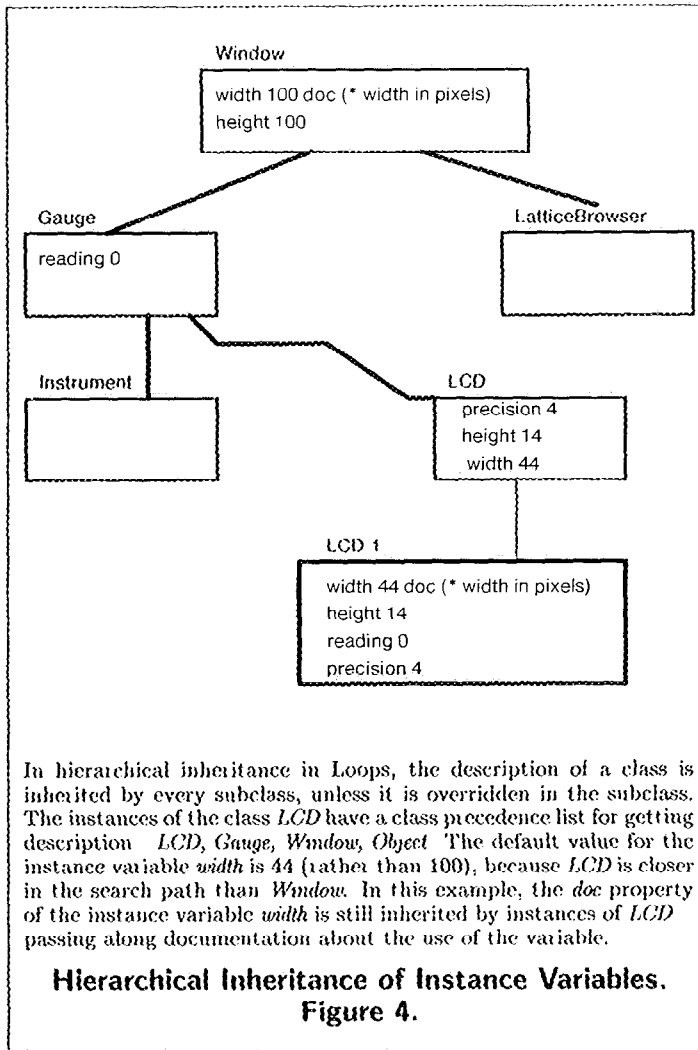 Window
width 100 doc (* width in pixels)
height 100
Gauge
LatticeBrowser
reading 0
Instrument
LCD
precision 4
height 14
width 44
LCD 1
width 44 doc (* width in pixels)
height 14
reading 0
precision 4
In hierarchical inheritance in Loops, the description of a class is
inherited by every subclass, unless it is overridden in the subclass.
The instances of the class LCD have a class precedence list for getting
description LCD, Gauge, Window, Object The default value for the
instance variable width is 44 (rather than 100), because LCD is closer
in the search path than Window. In this example, the doc property
of the instance variable width is still inherited by instances of LCD
passing along documentation about the use of the variable.
Hierarchical Inheritance of Instance Variables.
Figure 4.